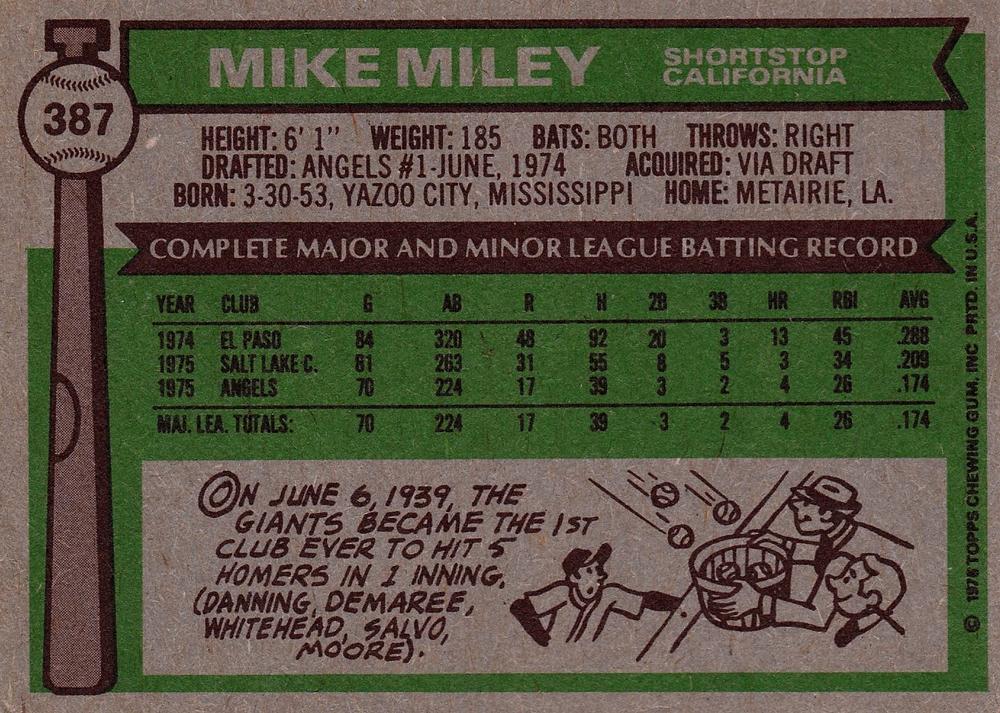 387
MIKE MILEY SHORTSTOP CALIFORNIA
HEIGHT: 6' 1" WEIGHT: 185 BATS: BOTH THROWS: RIGHT
DRAFTED: ANGELS #1-JUNE, 1974 ACQUIRED: VIA DRAFT
BORN: 3-30-53, YAZOO CITY, MISSISSIPPI HOME: METAIRIE, LA.
COMPLETE MAJOR AND MINOR LEAGUE BATTING RECORD
YEAR CLUB G AB R H 2B 3B HR RBI AVG
1974 EL PASO 84 320 48 92 20 3 13 45 .288
1975 SALT LAKE C. 81 263 31 55 8 5 3 34 .209
1975 ANGELS 70 224 17 39 3 2 4 26 .174
MAJ. LEA. TOTALS: 70 224 17 39 3 2 4 26 .174
ON JUNE 6, 1939, THE
GIANTS BECAME THE 1ST
CLUB EVER TO HIT 5
HOMERS IN 1 INNING.
(DANNING, DEMAREE,
WHITEHEAD, SALVO,
MOORE).
© 1976 TOPPS CHEWING GUM, INC PRTD. IN U.S.A.